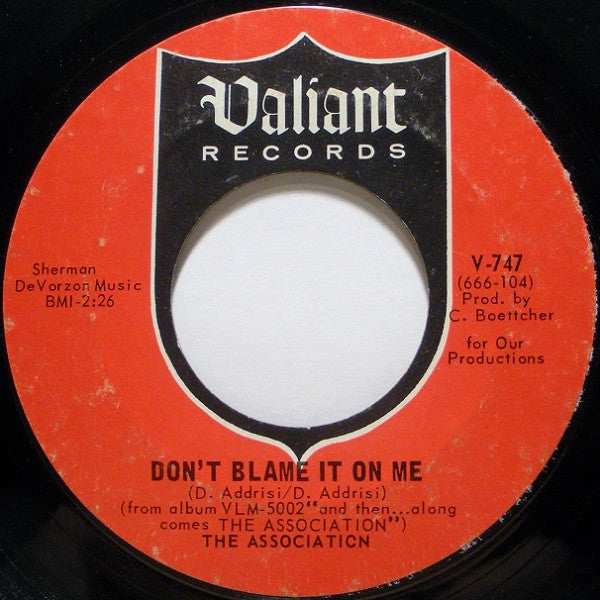 Valiant
RECORDS
Sherman
DeVorzon Music
BMI-2:26
V-747
(666-104)
Prod. by
C. Boettcher
for Our
Productions
DON'T BLAME IT ON ME
(D. Addrisi/D. Addrisi)
(from album VLM-5002"and then...along
comes THE ASSOCIATION")
THE ASSOCIATION